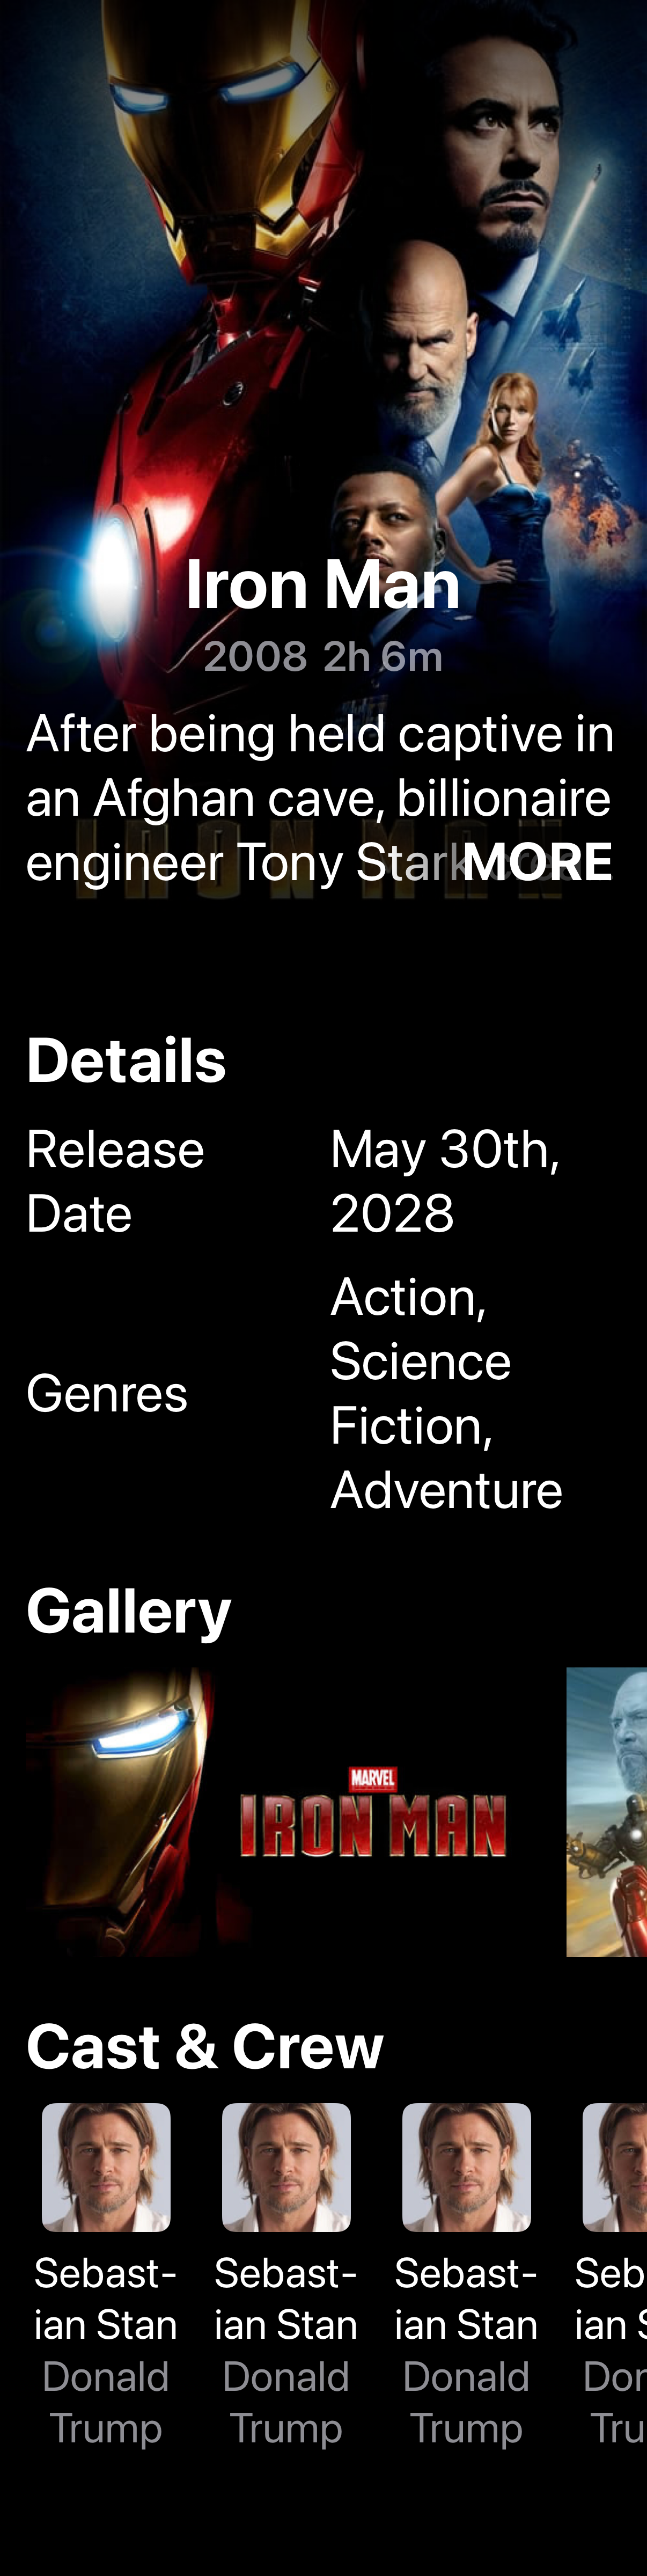 Iron Man
2008 2h 6m
After being held captive in
an Afghan cave, billionaire
engineer Tony Stark MORE
IRON MAN
Details
Release
Date
May 30th,
2028
Genres
Action,
Science
Fiction,
Adventure
Gallery
MARVEL
IRON MAN
Cast & Crew
Sebast-
ian Stan
Donald
Trump
Sebast-
ian Stan
Donald
Trump
Sebast-
ian Stan
Donald
Trump
Seb
ian S
Don
Tru